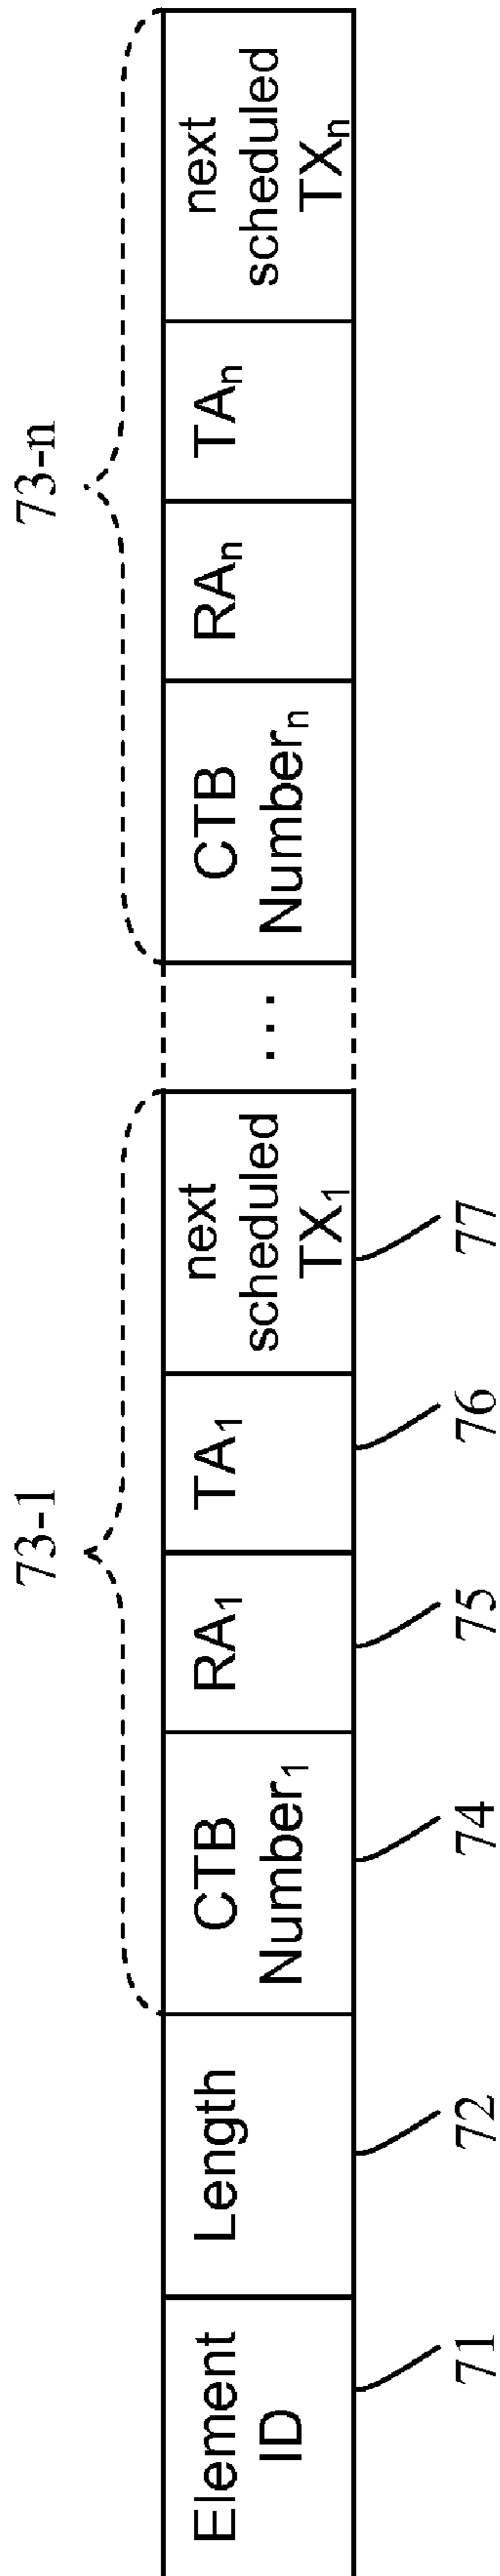 73-1
73-n
Element
ID
Length
CTB
Number₁
RA₁
TA₁
next
scheduled
TX₁
...
CTB
Numberₙ
RAₙ
TAₙ
next
scheduled
TXₙ
71
72
74
75
76
77